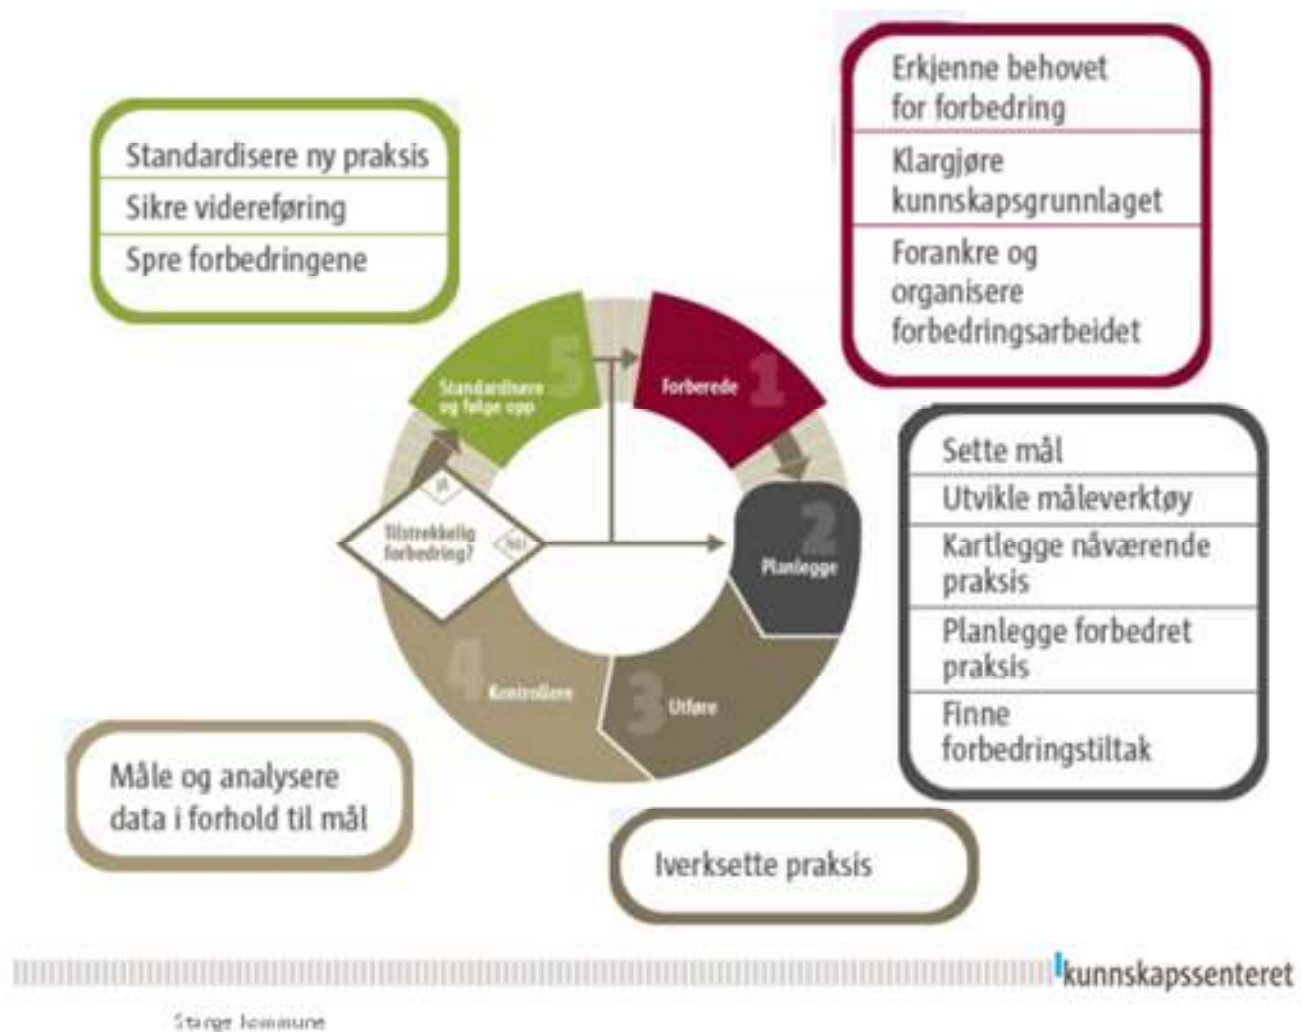 Erkjenne behovet
for forbedring
Klargjøre
kunnskapsgrunnlaget
Forankre og
organisere
forbedringsarbeidet
Standardisere ny praksis
Sikre videreføring
Spre forbedringene
5
Standardisere
og følge opp
1
Forberede
Sette mål
Utvikle måleverktøy
Kartlegge nåværende
praksis
Planlegge forbedret
praksis
Finne
forbedringstiltak
JA
Tilstrekkelig
forbedring?
NEI
2
Planlegge
4
Kontrollere
3
Utføre
Måle og analysere
data i forhold til mål
Iverksette praksis
kunnskapssenteret
Stange kommune